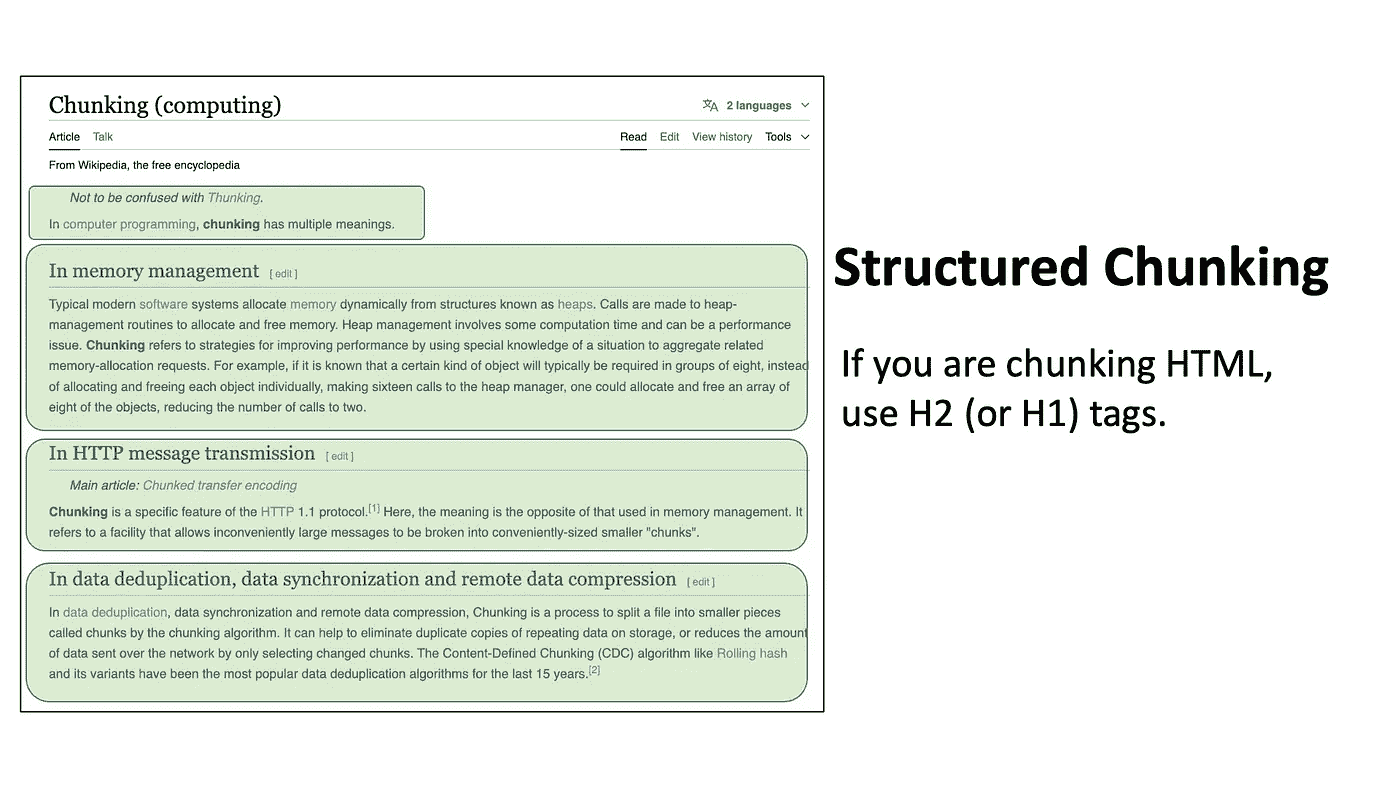 Chunking (computing)
2 languages
Article Talk
Read Edit View history Tools
From Wikipedia, the free encyclopedia
Not to be confused with Thunking.
In computer programming, chunking has multiple meanings.
In memory management [ edit ]
Typical modern software systems allocate memory dynamically from structures known as heaps. Calls are made to heap-
management routines to allocate and free memory. Heap management involves some computation time and can be a performance
issue. Chunking refers to strategies for improving performance by using special knowledge of a situation to aggregate related
memory-allocation requests. For example, if it is known that a certain kind of object will typically be required in groups of eight, instead
of allocating and freeing each object individually, making sixteen calls to the heap manager, one could allocate and free an array of
eight of the objects, reducing the number of calls to two.
In HTTP message transmission [ edit ]
Main article: Chunked transfer encoding
Chunking is a specific feature of the HTTP 1.1 protocol.[1] Here, the meaning is the opposite of that used in memory management. It
refers to a facility that allows inconveniently large messages to be broken into conveniently-sized smaller "chunks".
In data deduplication, data synchronization and remote data compression [ edit ]
In data deduplication, data synchronization and remote data compression, Chunking is a process to split a file into smaller pieces
called chunks by the chunking algorithm. It can help to eliminate duplicate copies of repeating data on storage, or reduces the amount
of data sent over the network by only selecting changed chunks. The Content-Defined Chunking (CDC) algorithm like Rolling hash
and its variants have been the most popular data deduplication algorithms for the last 15 years.[2]
Structured Chunking
If you are chunking HTML,
use H2 (or H1) tags.